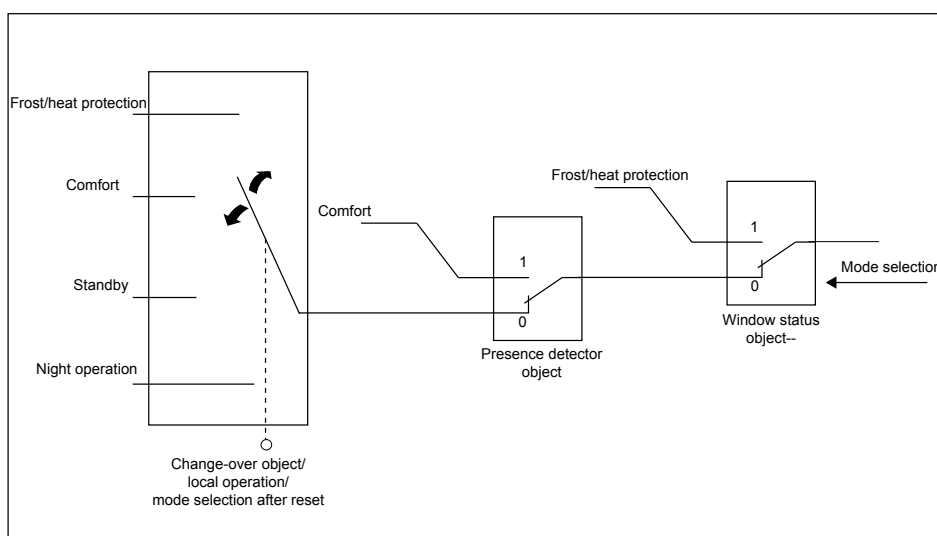 Frost/heat protection
Comfort
Standby
Night operation
Change-over object/
local operation/
mode selection after reset
Comfort
1
0
Presence detector
object
Frost/heat protection
1
0
Mode selection
Window status
object--